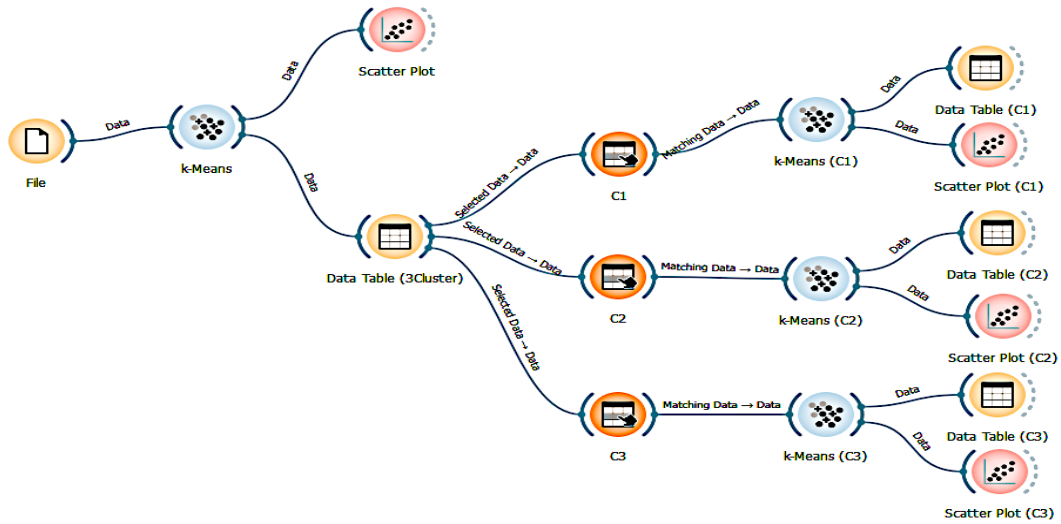 Scatter Plot
Data
File
Data
k-Means
Data
Data Table (3Cluster)
Selected Data → Data
C1
Matching Data → Data
k-Means (C1)
Data
Data Table (C1)
Data
Scatter Plot (C1)
Selected Data → Data
C2
Matching Data → Data
k-Means (C2)
Data
Data Table (C2)
Data
Scatter Plot (C2)
Selected Data → Data
C3
Matching Data → Data
k-Means (C3)
Data
Data Table (C3)
Data
Scatter Plot (C3)